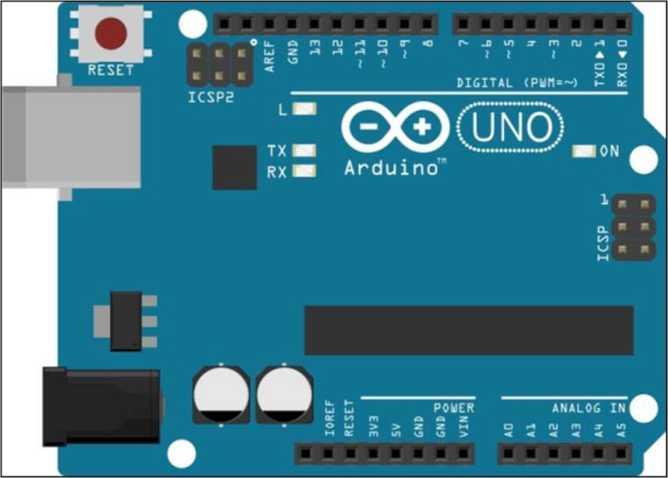 RESET
ICSP2
AREF
GND
13
12
~11
~10
~9
8
7
~6
~5
4
~3
2
TX0▶1
RX0◀0
DIGITAL (PWM=~)
L
TX
RX
Arduino™
UNO
ON
1
ICSP
POWER
ANALOG IN
IOREF
RESET
3V3
5V
GND
GND
VIN
A0
A1
A2
A3
A4
A5